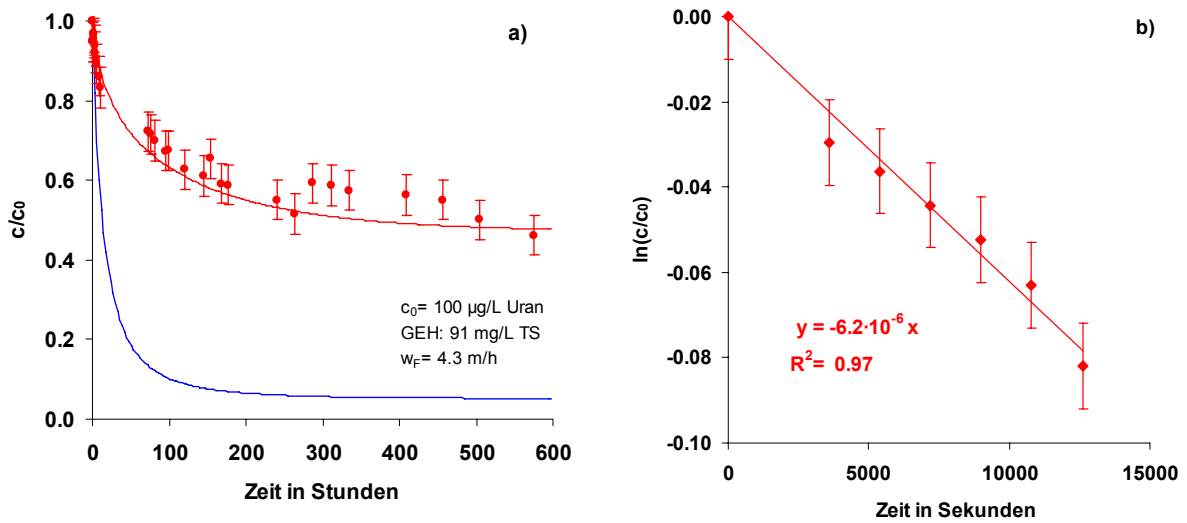 a)
c/c0
1.0
0.8
0.6
0.4
0.2
0.0
c0= 100 µg/L Uran
GEH: 91 mg/L TS
wF= 4.3 m/h
0 100 200 300 400 500 600
Zeit in Stunden
b)
ln(c/c0)
0.00
-0.02
-0.04
-0.06
-0.08
-0.10
y = -6.2·10-6 x
R2= 0.97
0 5000 10000 15000
Zeit in Sekunden